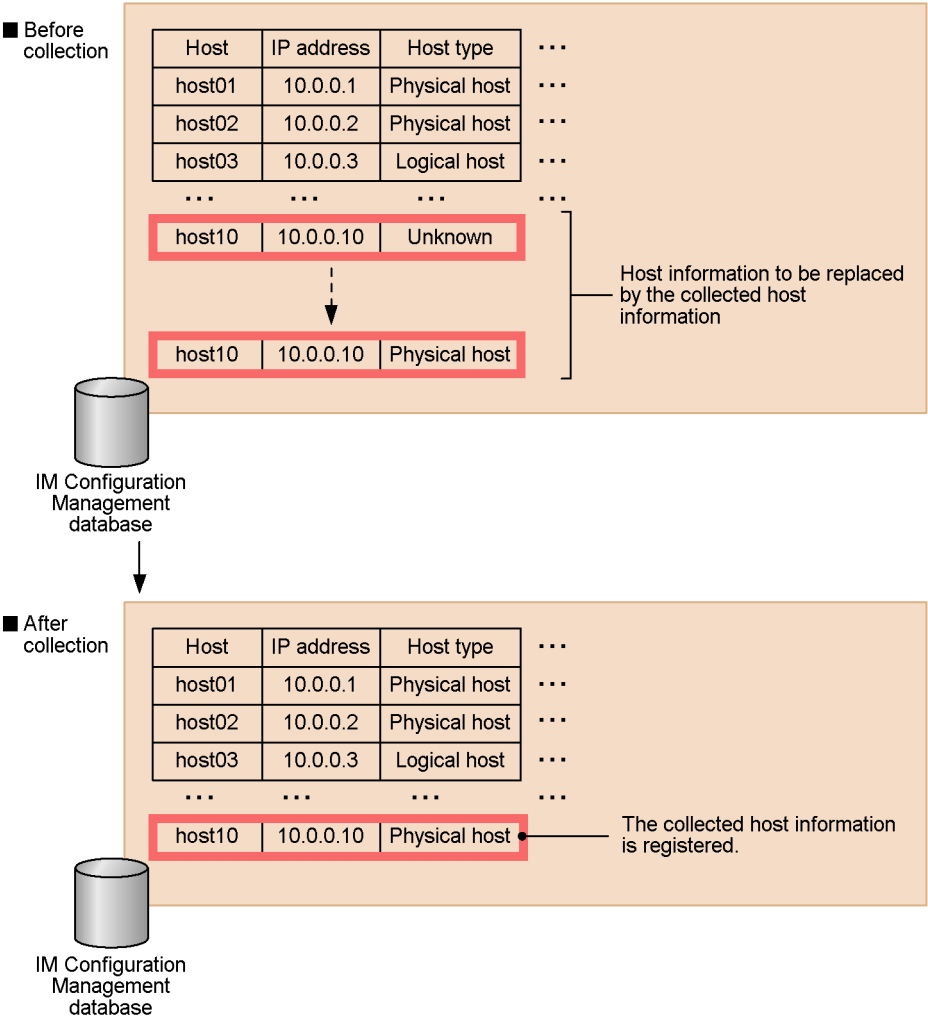 ■ Before
collection
Host IP address Host type ...
host01 10.0.0.1 Physical host ...
host02 10.0.0.2 Physical host ...
host03 10.0.0.3 Logical host ...
... ... ... ...
host10 10.0.0.10 Unknown
Host information to be replaced
by the collected host
information
host10 10.0.0.10 Physical host
IM Configuration
Management
database
■ After
collection
Host IP address Host type ...
host01 10.0.0.1 Physical host ...
host02 10.0.0.2 Physical host ...
host03 10.0.0.3 Logical host ...
... ... ... ...
host10 10.0.0.10 Physical host
The collected host information
is registered.
IM Configuration
Management
database